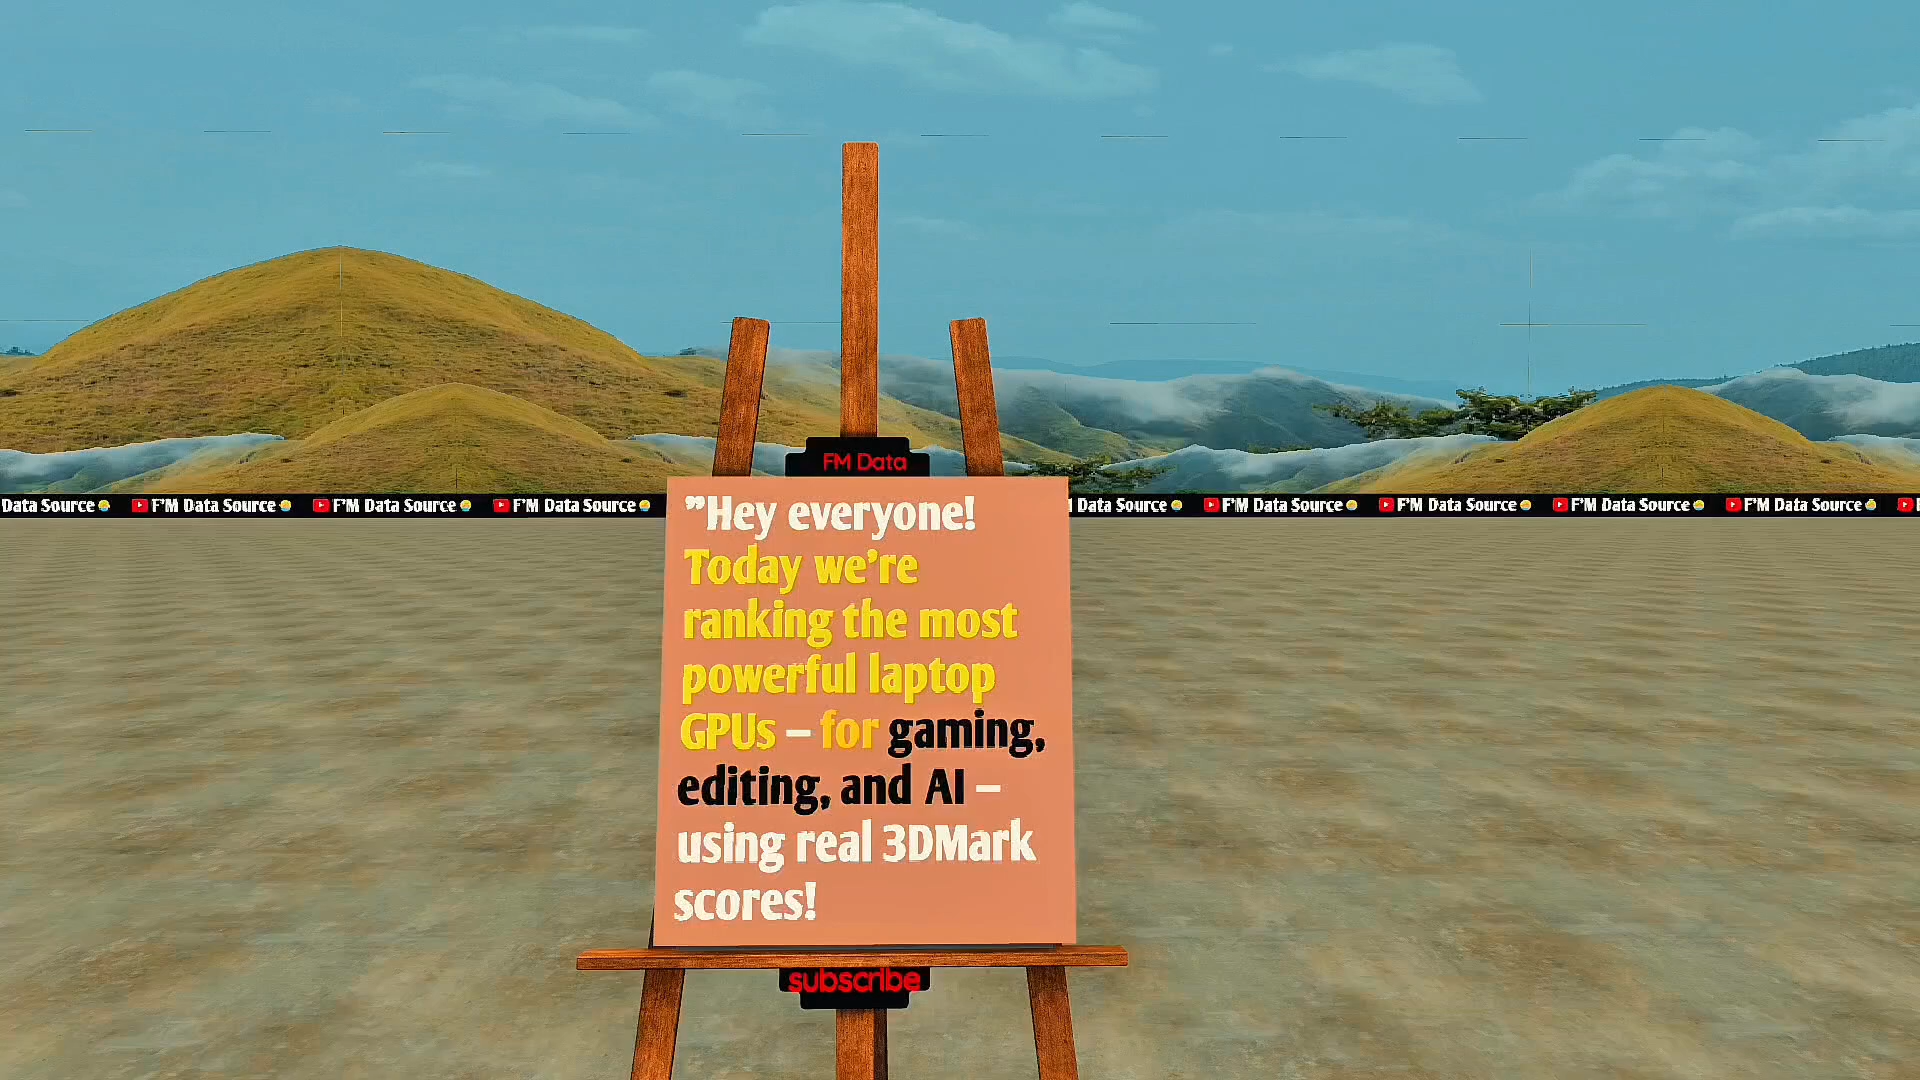 FM Data
Data Source F'M Data Source F'M Data Source F'M Data Source Data Source F'M Data Source F'M Data Source F'M Data Source F'M Data Source
"Hey everyone!
Today we're
ranking the most
powerful laptop
GPUs – for gaming,
editing, and AI –
using real 3DMark
scores!
subscribe